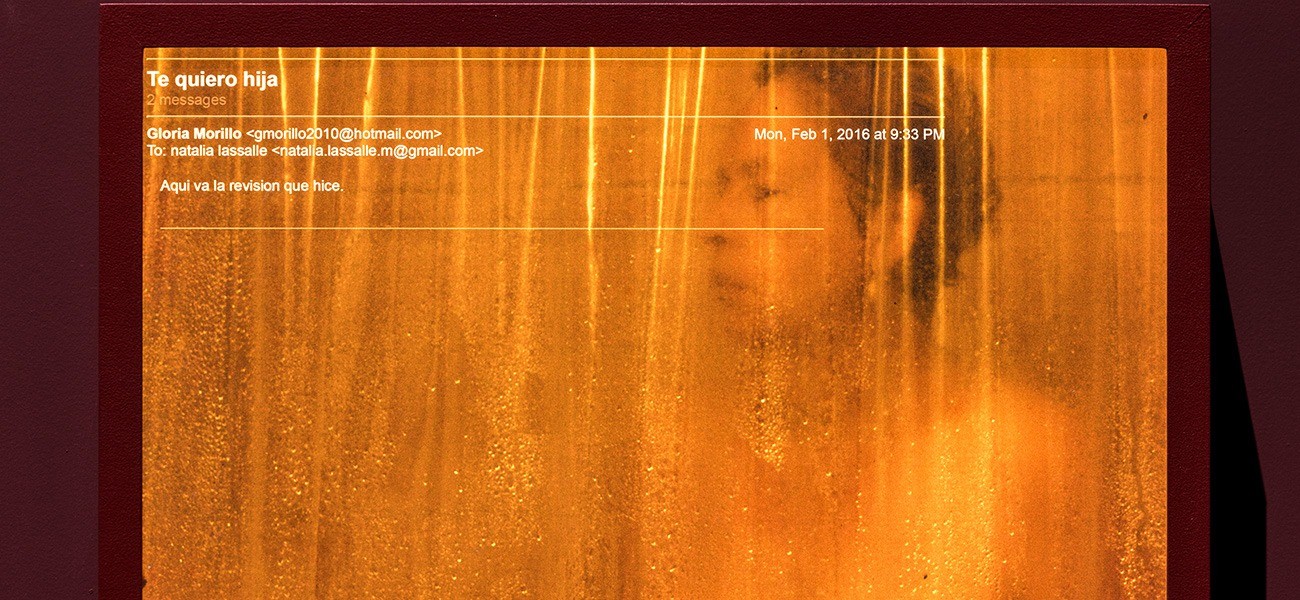 Te quiero hija
2 messages
Gloria Morillo <gmorillo2010@hotmail.com>
Mon, Feb 1, 2016 at 9:33 PM
To: natalia lassalle <natalia.lassalle.m@gmail.com>
Aqui va la revision que hice.